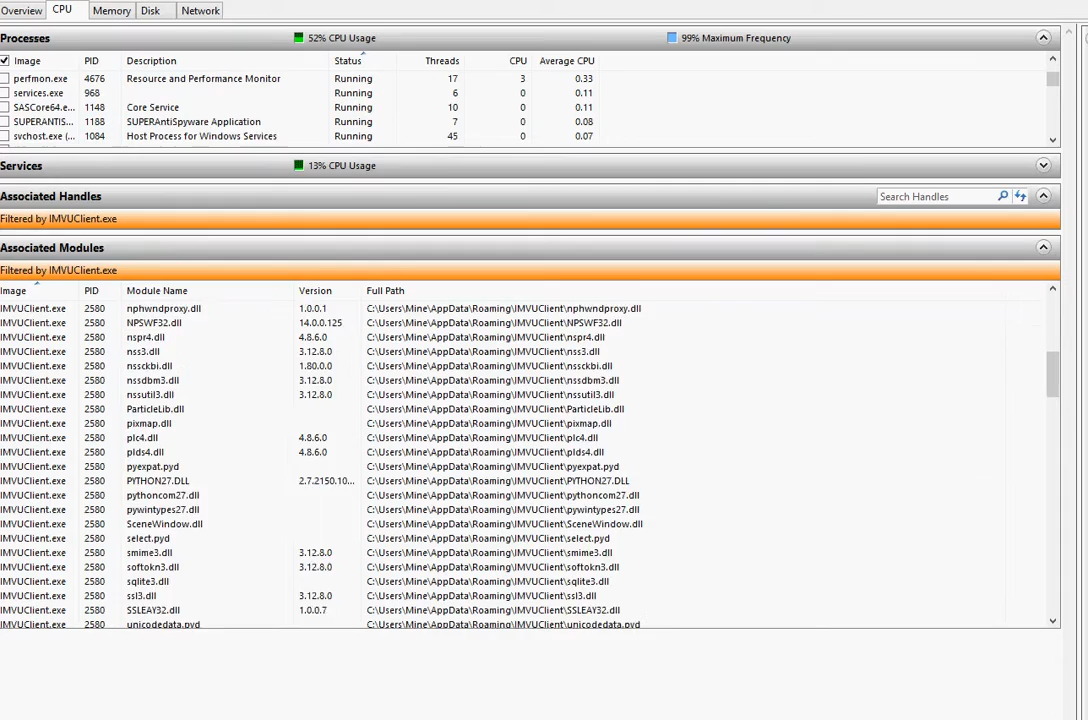 Overview CPU Memory Disk Network
Processes 52% CPU Usage 99% Maximum Frequency
Image PID Description Status Threads CPU Average CPU
perfmon.exe 4676 Resource and Performance Monitor Running 17 3 0.33
services.exe 968 Running 6 0 0.11
SASCore64.e... 1148 Core Service Running 10 0 0.11
SUPERANTIS... 1188 SUPERAntiSpyware Application Running 7 0 0.08
svchost.exe (... 1084 Host Process for Windows Services Running 45 0 0.07
Services 13% CPU Usage
Associated Handles Search Handles
Filtered by IMVUClient.exe
Associated Modules
Filtered by IMVUClient.exe
Image PID Module Name Version Full Path
IMVUClient.exe 2580 nphwndproxy.dll 1.0.0.1 C:\Users\Mine\AppData\Roaming\IMVUClient\nphwndproxy.dll
IMVUClient.exe 2580 NPSWF32.dll 14.0.0.125 C:\Users\Mine\AppData\Roaming\IMVUClient\NPSWF32.dll
IMVUClient.exe 2580 nspr4.dll 4.8.6.0 C:\Users\Mine\AppData\Roaming\IMVUClient\nspr4.dll
IMVUClient.exe 2580 nss3.dll 3.12.8.0 C:\Users\Mine\AppData\Roaming\IMVUClient\nss3.dll
IMVUClient.exe 2580 nssckbi.dll 1.80.0.0 C:\Users\Mine\AppData\Roaming\IMVUClient\nssckbi.dll
IMVUClient.exe 2580 nssdbm3.dll 3.12.8.0 C:\Users\Mine\AppData\Roaming\IMVUClient\nssdbm3.dll
IMVUClient.exe 2580 nssutil3.dll 3.12.8.0 C:\Users\Mine\AppData\Roaming\IMVUClient\nssutil3.dll
IMVUClient.exe 2580 ParticleLib.dll C:\Users\Mine\AppData\Roaming\IMVUClient\ParticleLib.dll
IMVUClient.exe 2580 pixmap.dll C:\Users\Mine\AppData\Roaming\IMVUClient\pixmap.dll
IMVUClient.exe 2580 plc4.dll 4.8.6.0 C:\Users\Mine\AppData\Roaming\IMVUClient\plc4.dll
IMVUClient.exe 2580 plds4.dll 4.8.6.0 C:\Users\Mine\AppData\Roaming\IMVUClient\plds4.dll
IMVUClient.exe 2580 pyexpat.pyd C:\Users\Mine\AppData\Roaming\IMVUClient\pyexpat.pyd
IMVUClient.exe 2580 PYTHON27.DLL 2.7.2150.10... C:\Users\Mine\AppData\Roaming\IMVUClient\PYTHON27.DLL
IMVUClient.exe 2580 pythoncom27.dll C:\Users\Mine\AppData\Roaming\IMVUClient\pythoncom27.dll
IMVUClient.exe 2580 pywintypes27.dll C:\Users\Mine\AppData\Roaming\IMVUClient\pywintypes27.dll
IMVUClient.exe 2580 SceneWindow.dll C:\Users\Mine\AppData\Roaming\IMVUClient\SceneWindow.dll
IMVUClient.exe 2580 select.pyd C:\Users\Mine\AppData\Roaming\IMVUClient\select.pyd
IMVUClient.exe 2580 smime3.dll 3.12.8.0 C:\Users\Mine\AppData\Roaming\IMVUClient\smime3.dll
IMVUClient.exe 2580 softokn3.dll 3.12.8.0 C:\Users\Mine\AppData\Roaming\IMVUClient\softokn3.dll
IMVUClient.exe 2580 sqlite3.dll C:\Users\Mine\AppData\Roaming\IMVUClient\sqlite3.dll
IMVUClient.exe 2580 ssl3.dll 3.12.8.0 C:\Users\Mine\AppData\Roaming\IMVUClient\ssl3.dll
IMVUClient.exe 2580 SSLEAY32.dll 1.0.0.7 C:\Users\Mine\AppData\Roaming\IMVUClient\SSLEAY32.dll
IMVUClient.exe 2580 unicodedata.pyd C:\Users\Mine\AppData\Roaming\IMVUClient\unicodedata.pyd